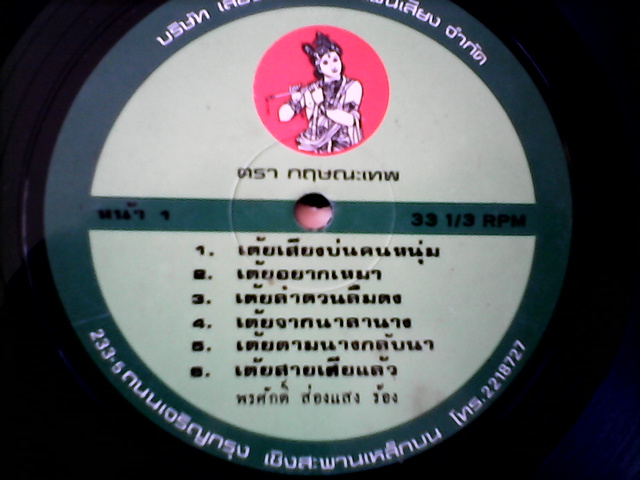 บริษัท แผ่นเสียง จำกัด
ตรา กฤษณะเทพ
หน้า 1
33 1/3 RPM
1. เต้ยเสียงบ่นคนหนุ่ม
2. เต้ยอยากเหมา
3. เต้ยลำดวนลืมดง
4. เต้ยจากนาลานาง
5. เต้ยตามนางกลับนา
6. เต้ยสายเสียแล้ว
พรศักดิ์ ส่องแสง ร้อง
233-5 ถนนเจริญกรุง เชิงสะพานเหล็กบน โทร. 2218727